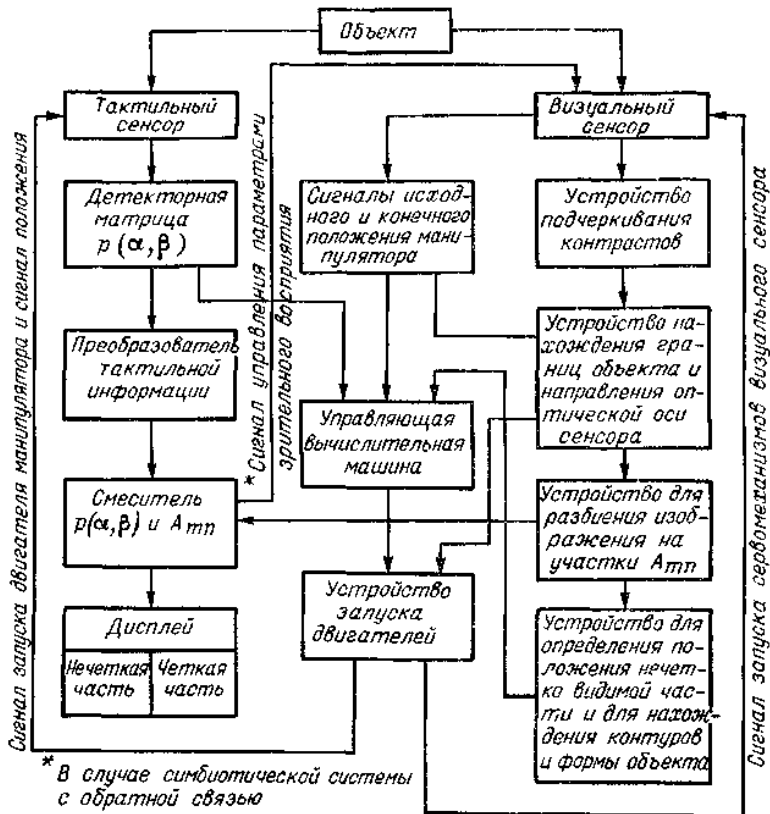 Объект
Тактильный
сенсор
Визуальный
сенсор
Детекторная
матрица
p (α, β)
Сигналы исход-
ного и конечного
положения мани-
пулятора
Устройство
подчеркивания
контрастов
Преобразователь
тактильной
информации
Управляющая
вычислительная
машина
Устройство на-
хождения гра-
ниц объекта и
направления оп-
тической оси
сенсора
Смеситель
p(α, β) и Amn
Устройство для
разбиения изоб-
ражения на
участки Amn
Дисплей
Нечеткая
часть
Четкая
часть
Устройство
запуска
двигателей
Устройство для
определения по-
ложения нечет-
ко видимой час-
ти и для нахож-
дения контуров
и формы объекта
Сигнал запуска двигателя манипулятора и сигнал положения
* Сигнал управления параметрами
зрительного восприятия
Сигнал запуска сервомеханизмов визуального сенсора
* В случае симбиотической системы
с обратной связью